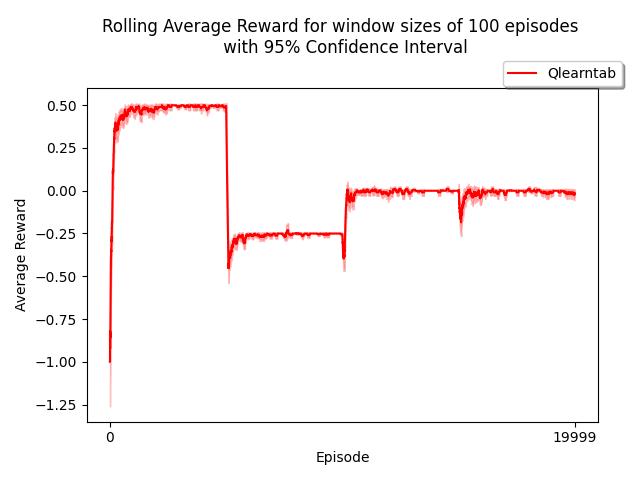 Rolling Average Reward for window sizes of 100 episodes
with 95% Confidence Interval
Qlearntab
0.50
0.25
0.00
−0.25
−0.50
−0.75
−1.00
−1.25
Average Reward
0
19999
Episode